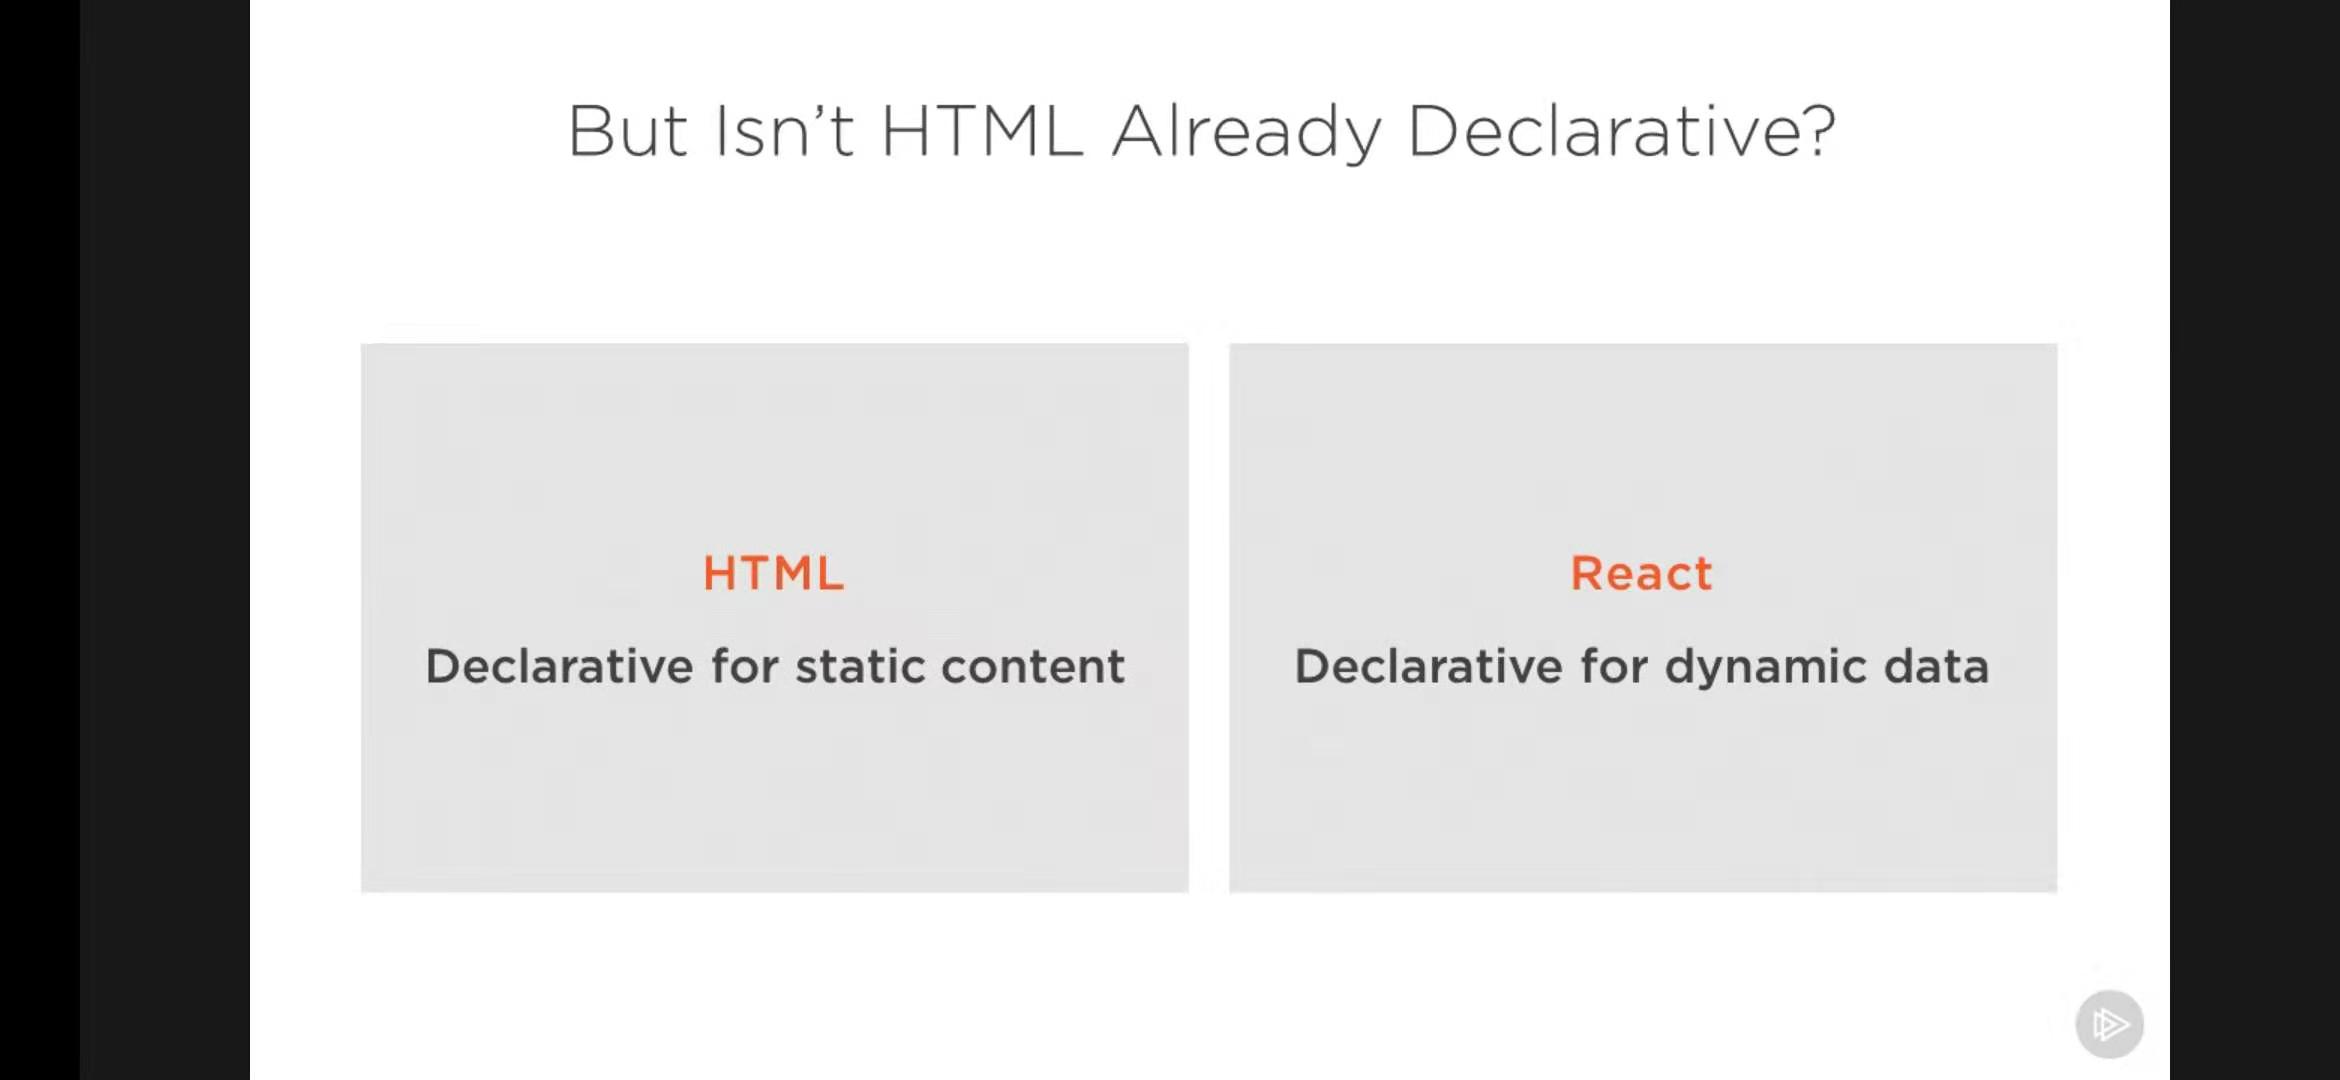 But Isn’t HTML Already Declarative?
HTML
Declarative for static content
React
Declarative for dynamic data